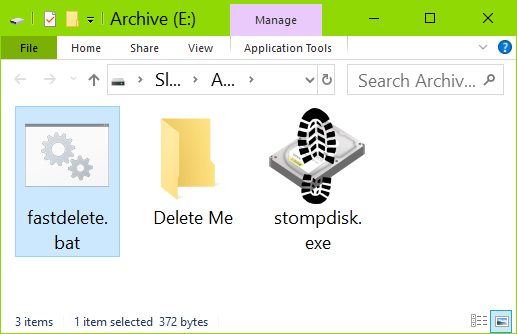 Archive (E:)
Manage
File
Home
Share
View
Application Tools
Sl...
A...
Search Archiv...
fastdelete.
bat
Delete Me
stompdisk.
exe
3 items
1 item selected 372 bytes